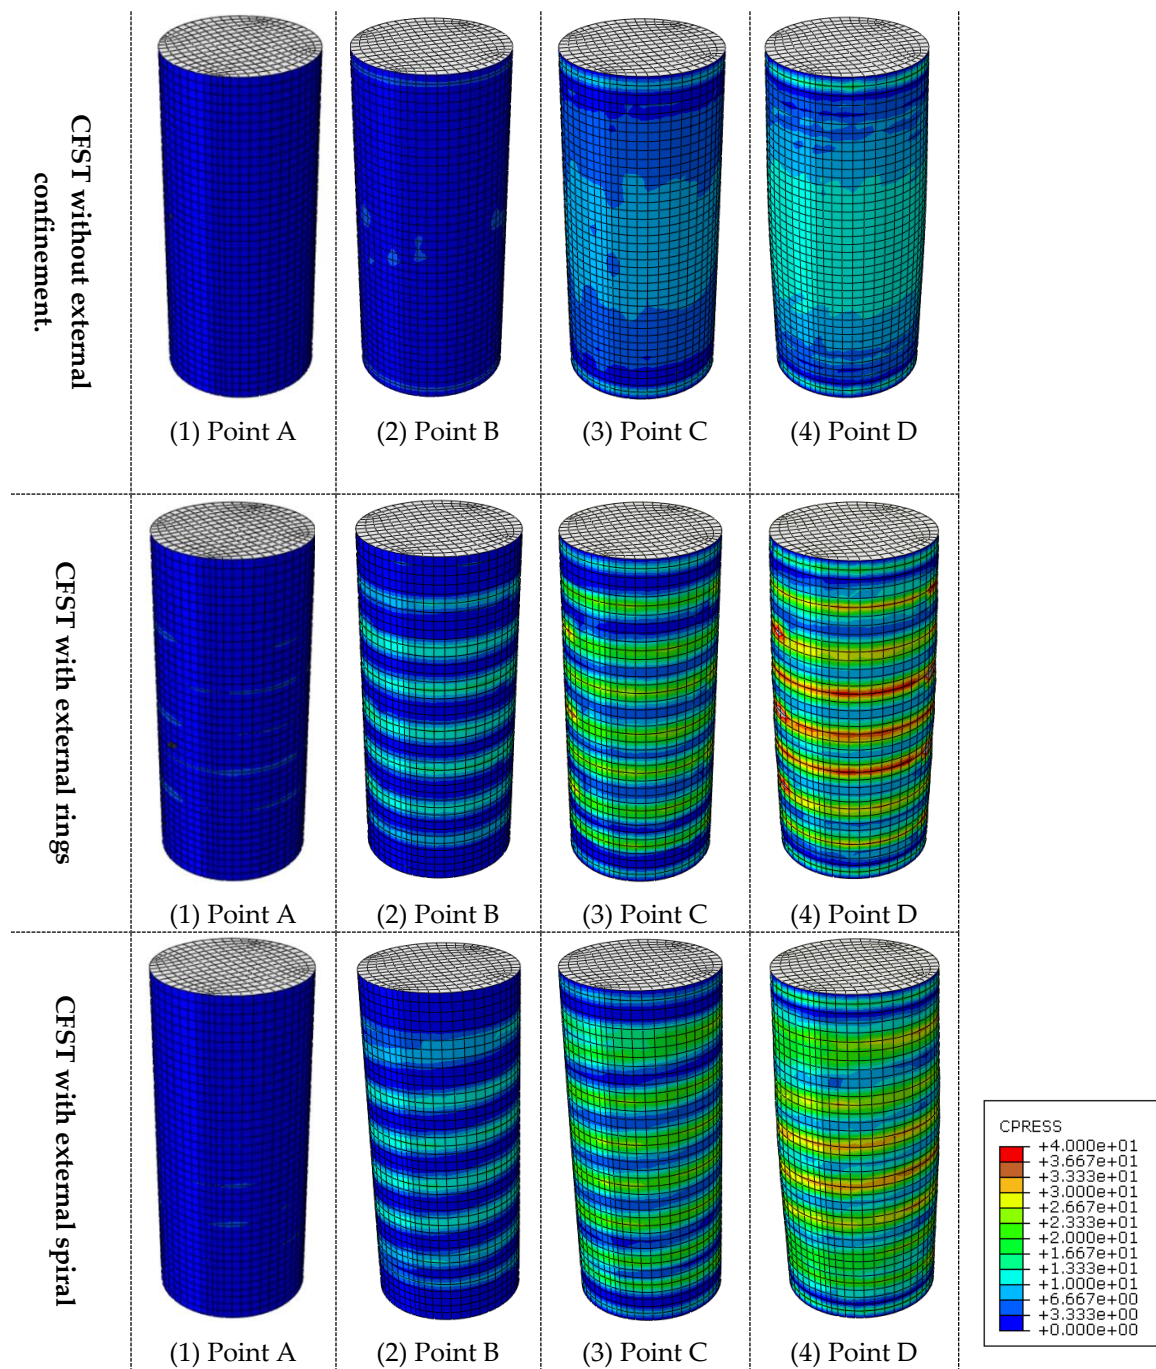 CFST without external
confinement.
(1) Point A
(2) Point B
(3) Point C
(4) Point D
CFST with external rings
(1) Point A
(2) Point B
(3) Point C
(4) Point D
CFST with external spiral
(1) Point A
(2) Point B
(3) Point C
(4) Point D
CPRESS
+4.000e+01
+3.667e+01
+3.333e+01
+3.000e+01
+2.667e+01
+2.333e+01
+2.000e+01
+1.667e+01
+1.333e+01
+1.000e+01
+6.667e+00
+3.333e+00
+0.000e+00